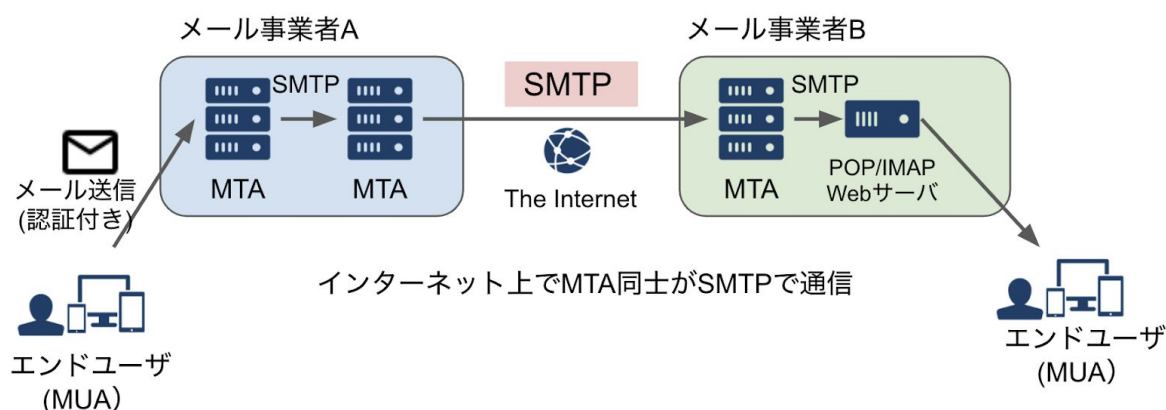 メール事業者A
メール事業者B
SMTP
SMTP
SMTP
MTA
MTA
The Internet
MTA
POP/IMAP
Webサーバ
メール送信
(認証付き)
インターネット上でMTA同士がSMTPで通信
エンドユーザ
(MUA）
エンドユーザ
(MUA）